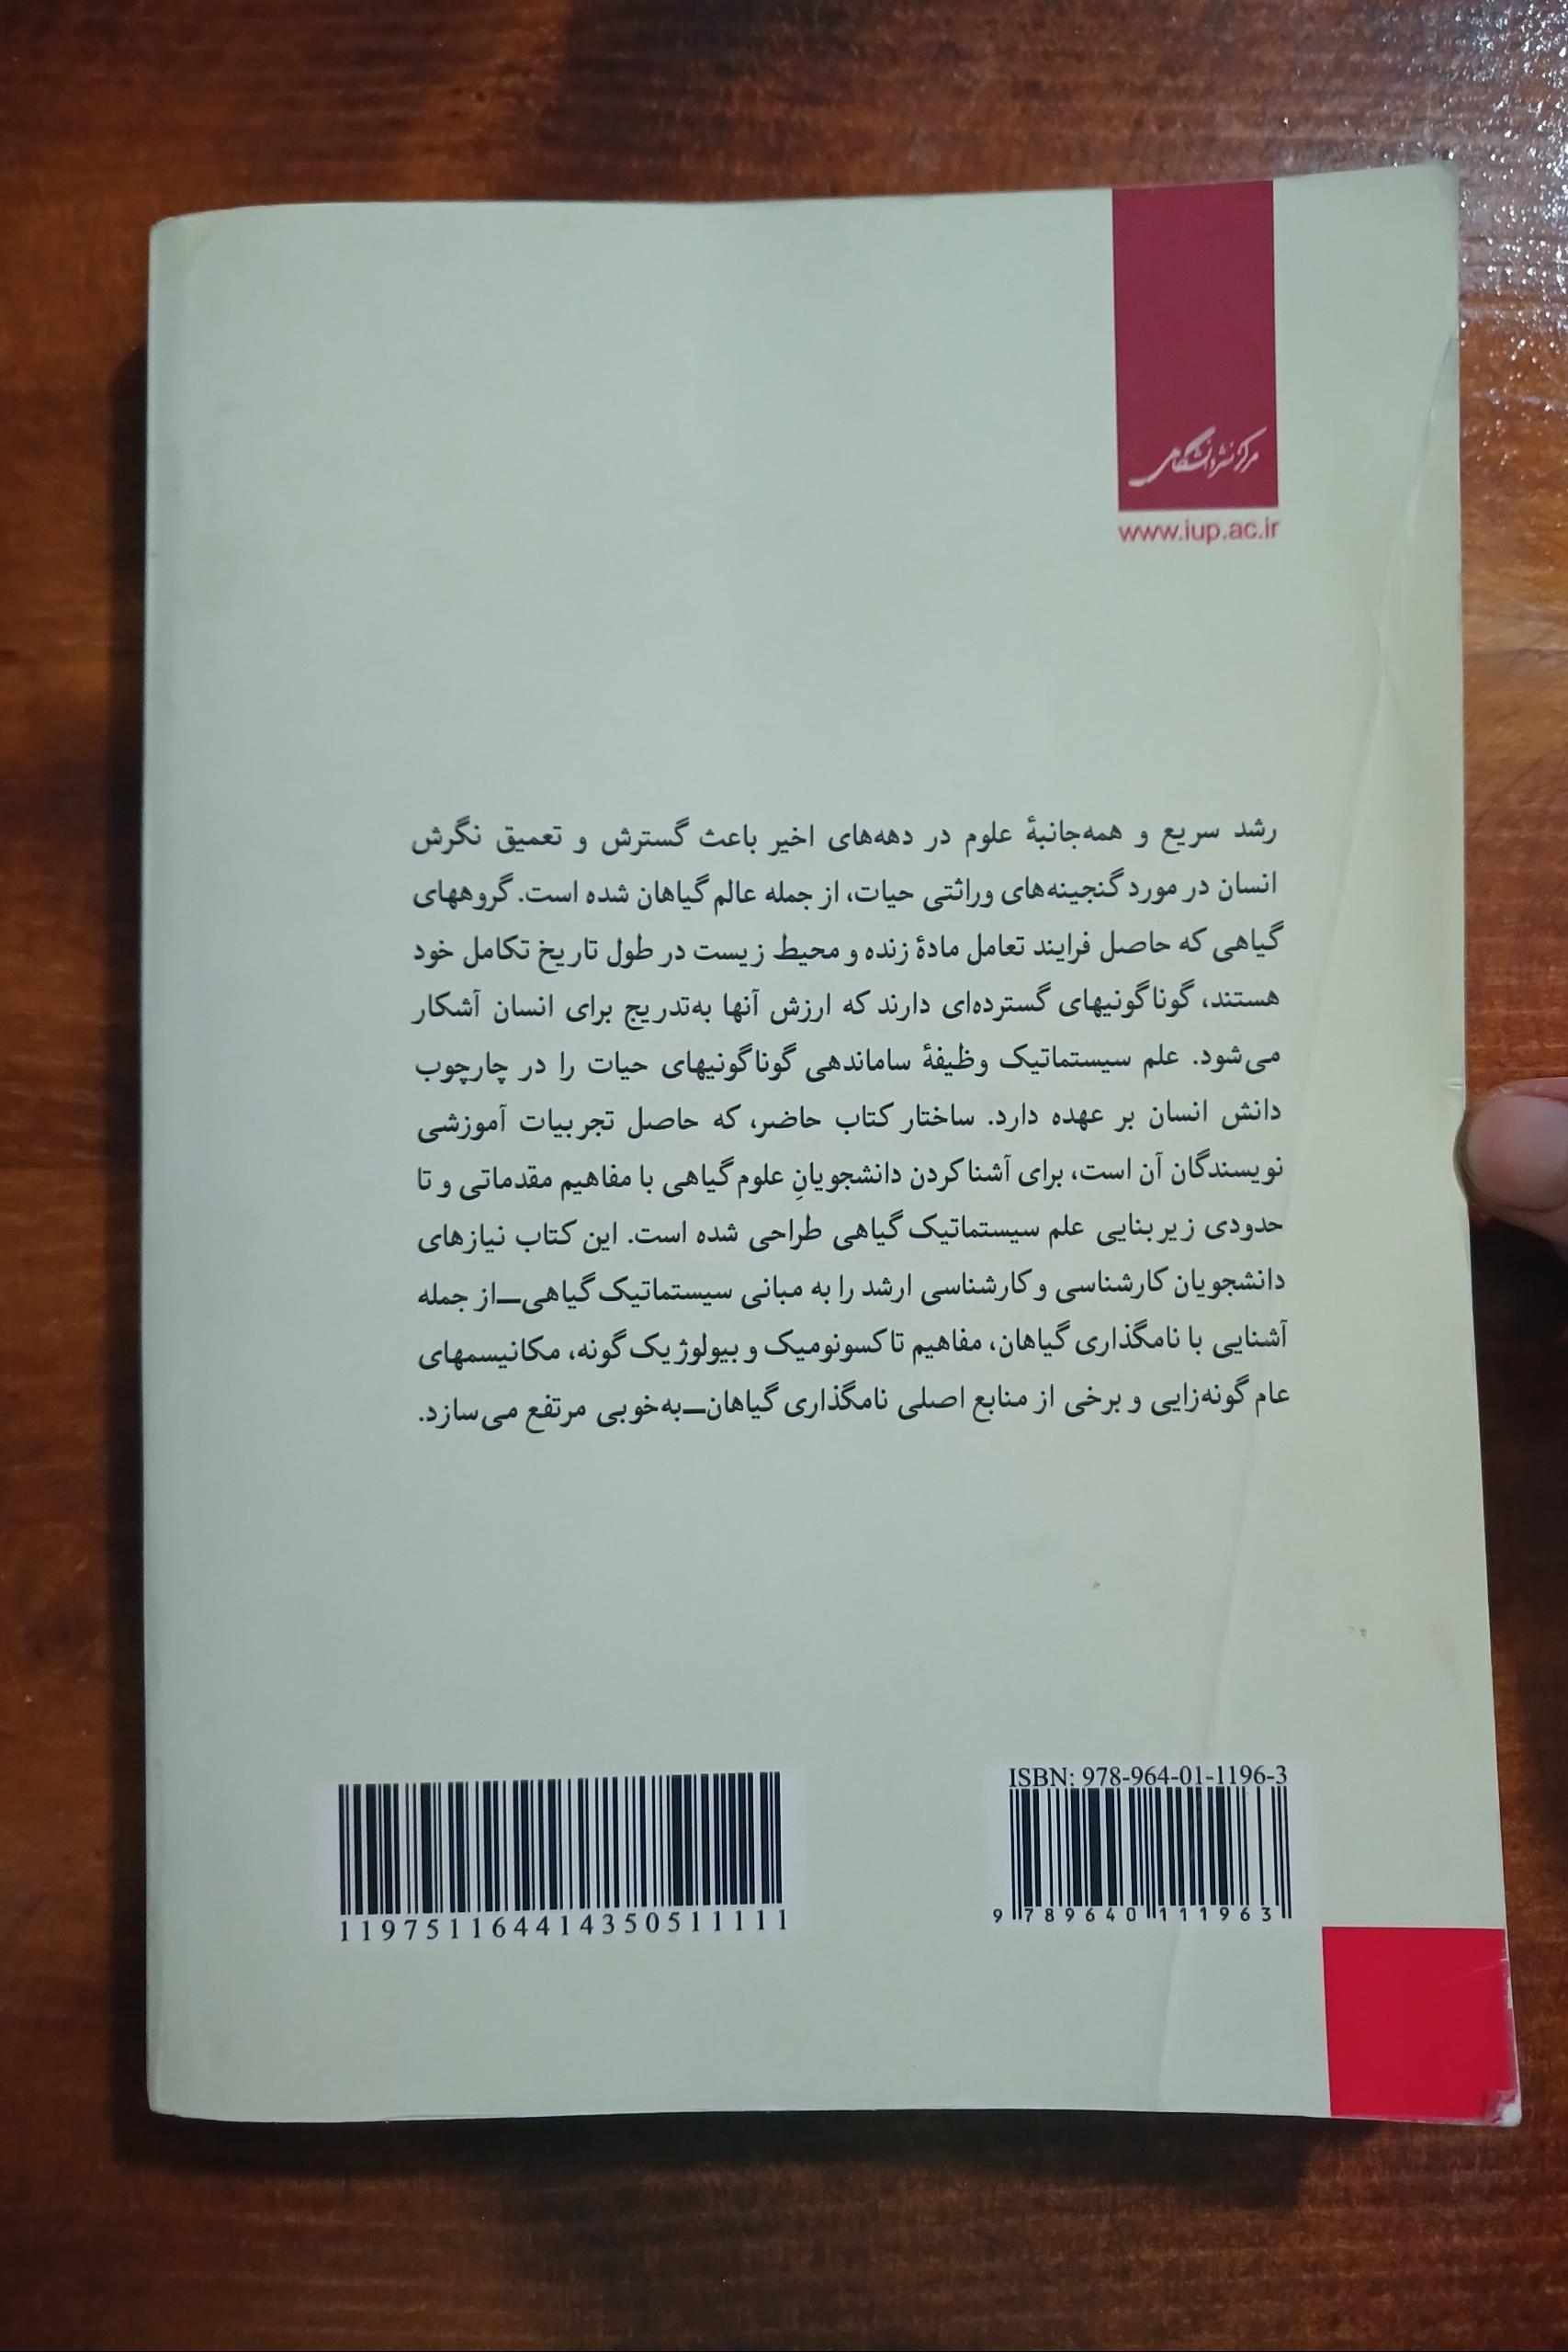 مرکز نشر دانشگاهی
www.iup.ac.ir
رشد سریع و همه‌جانبهٔ علوم در دهه‌های اخیر باعث گسترش و تعمیق نگرش
انسان در مورد گنجینه‌های وراثتی حیات، از جمله عالم گیاهان شده است. گروههای
گیاهی که حاصل فرایند تعامل مادهٔ زنده و محیط زیست در طول تاریخ تکامل خود
هستند، گوناگونیهای گسترده‌ای دارند که ارزش آنها به‌تدریج برای انسان آشکار
می‌شود. علم سیستماتیک وظیفهٔ ساماندهی گوناگونیهای حیات را در چارچوب
دانش انسان بر عهده دارد. ساختار کتاب حاضر، که حاصل تجربیات آموزشی
نویسندگان آن است، برای آشنا کردن دانشجویانِ علوم گیاهی با مفاهیم مقدماتی و تا
حدودی زیربنایی علم سیستماتیک گیاهی طراحی شده است. این کتاب نیازهای
دانشجویان کارشناسی و کارشناسی ارشد را به مبانی سیستماتیک گیاهی—از جمله
آشنایی با نامگذاری گیاهان، مفاهیم تاکسونومیک و بیولوژیک گونه، مکانیسمهای
عام گونه‌زایی و برخی از منابع اصلی نامگذاری گیاهان—به‌خوبی مرتفع می‌سازد.
ISBN: 978-964-01-1196-3
9 789640 111963
119751164414350511111